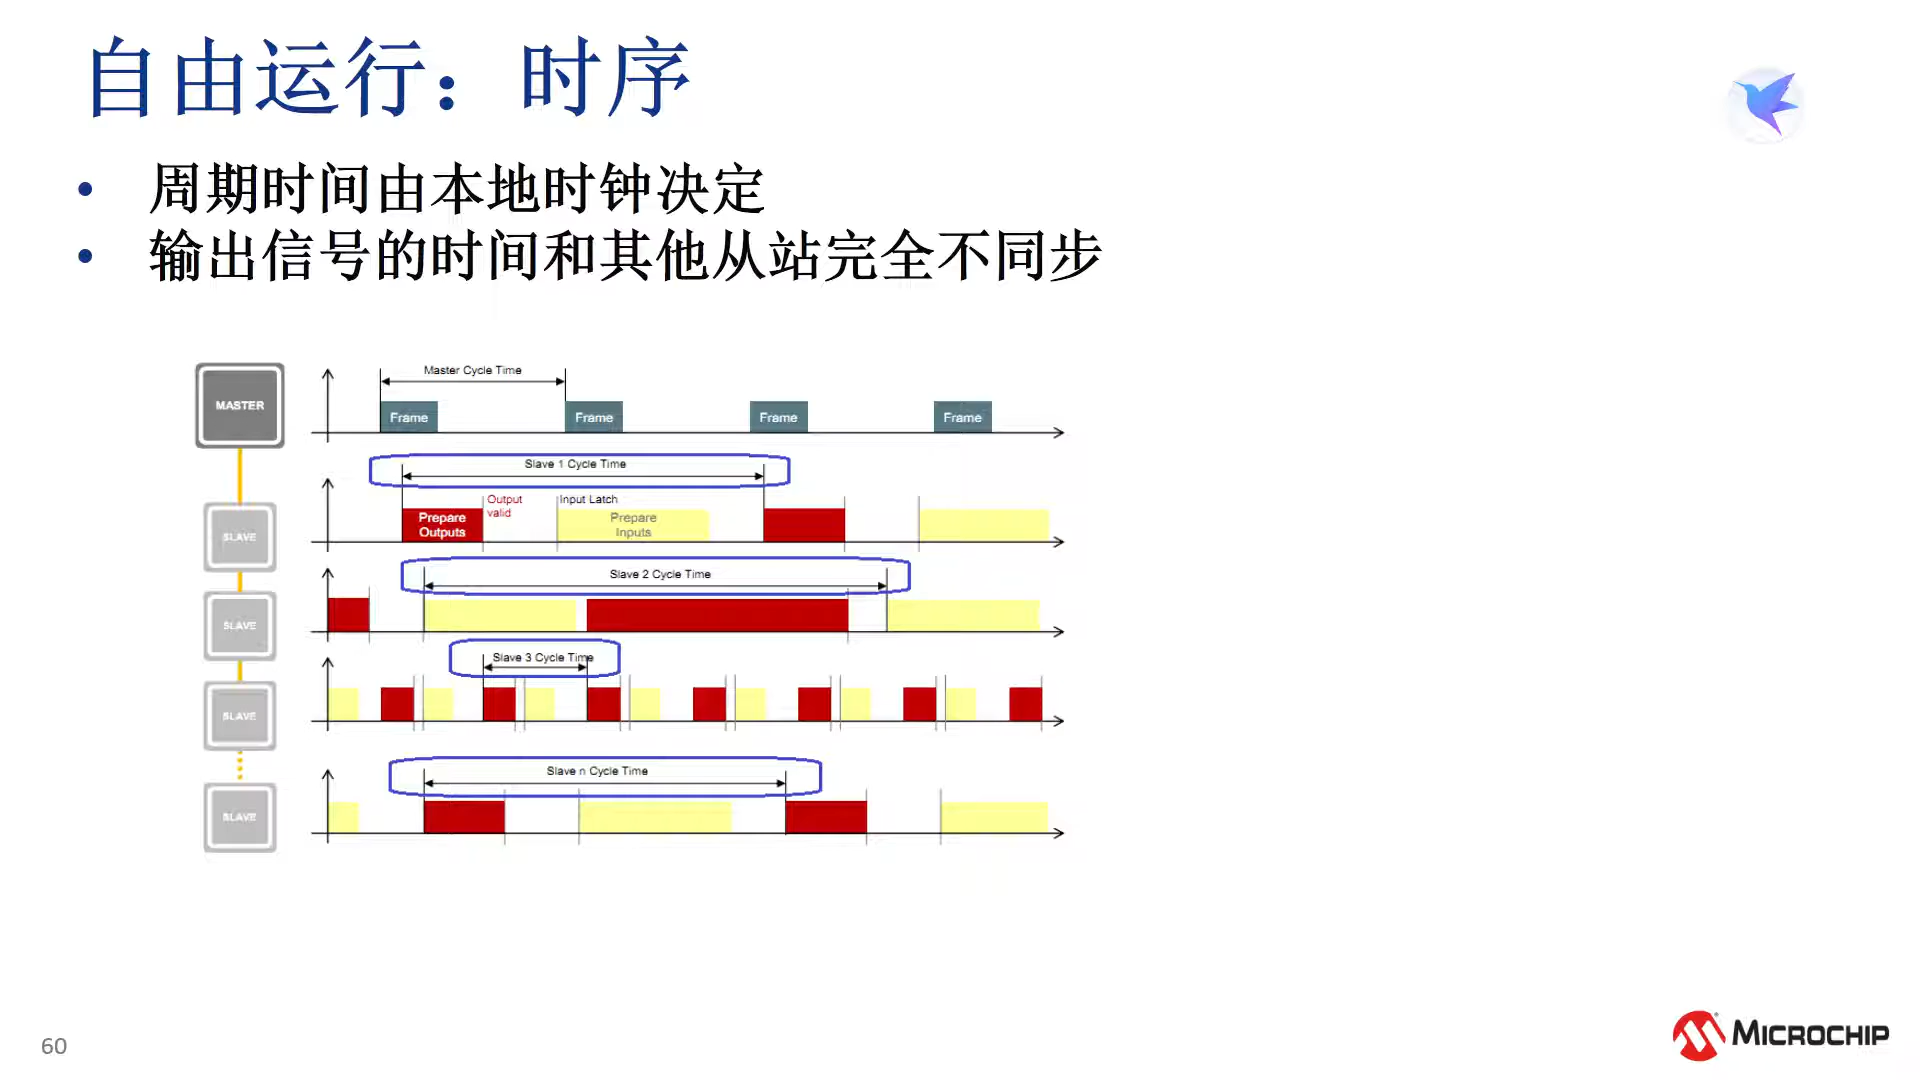 自由运行：时序
• 周期时间由本地时钟决定
• 输出信号的时间和其他从站完全不同步
Master Cycle Time
MASTER
Frame Frame Frame Frame
Slave 1 Cycle Time
Output
valid
Input Latch
Prepare
Outputs
Prepare
Inputs
SLAVE
Slave 2 Cycle Time
SLAVE
Slave 3 Cycle Time
SLAVE
Slave n Cycle Time
SLAVE
60
MICROCHIP